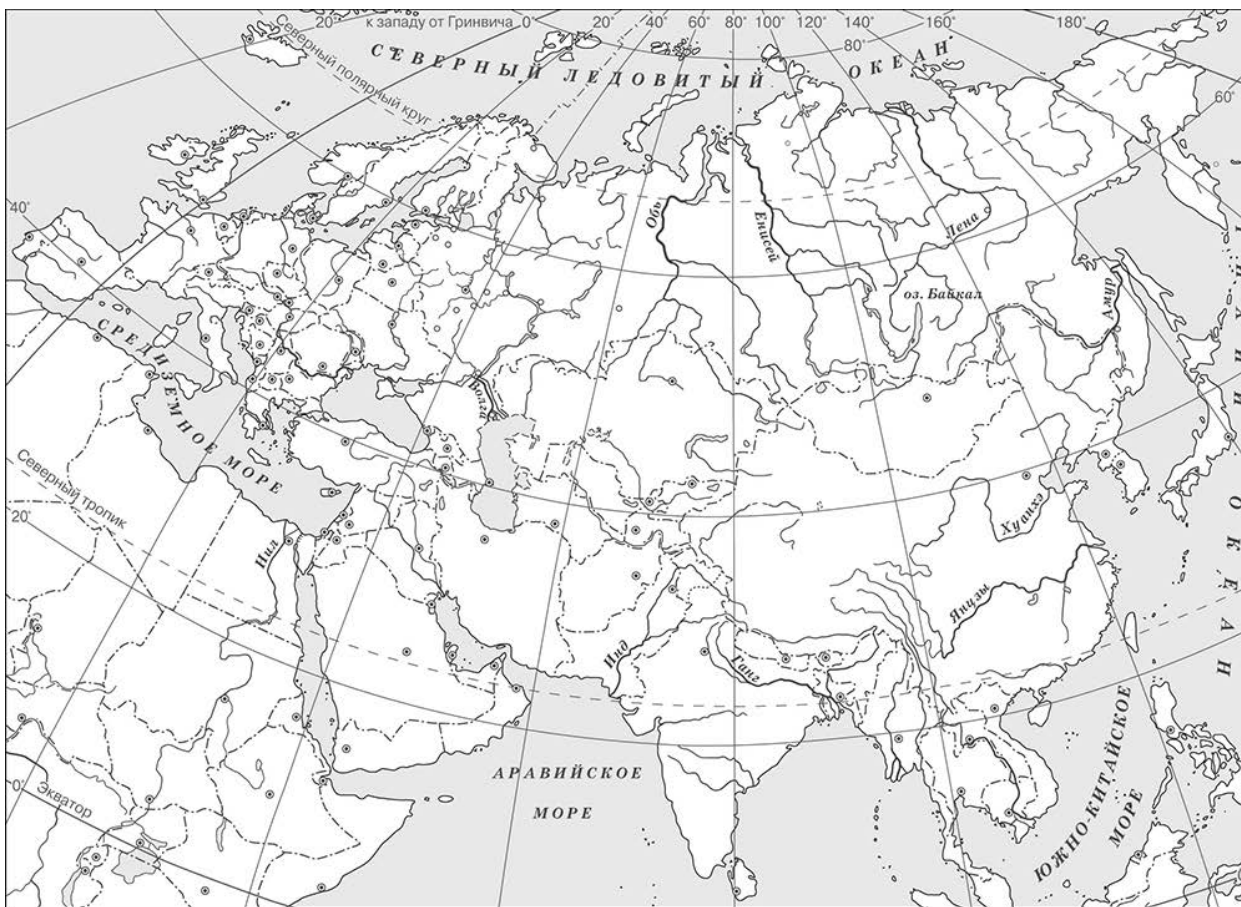 20°
к западу от Гринвича
0°
20°
40°
60°
80°
100°
120°
140°
160°
180°
80°
60°
Северный полярный круг
СЕВЕРНЫЙ ЛЕДОВИТЫЙ ОКЕАН
40°
Обь
Енисей
Лена
оз. Байкал
Амур
ТИХИЙ ОКЕАН
СРЕДИЗЕМНОЕ МОРЕ
Волга
Северный тропик
20°
Нил
Хуанхэ
Янцзы
Инд
Ганг
АРАВИЙСКОЕ
МОРЕ
ЮЖНО-КИТАЙСКОЕ
МОРЕ
0°
Экватор